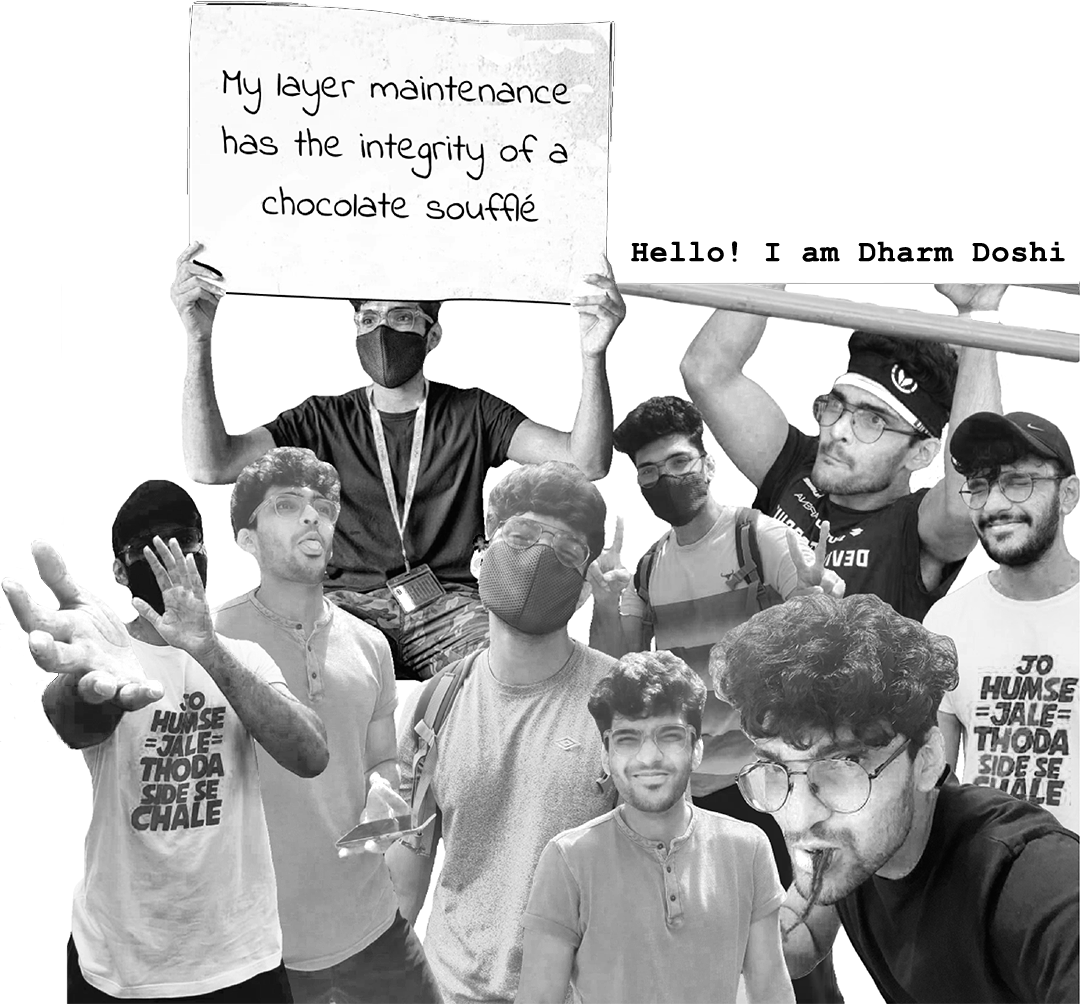 My layer maintenance
has the integrity of a
chocolate soufflé
Hello! I am Dharm Doshi
JO
HUMSE
=JALE=
THODA
SIDE SE
CHALE
JO
HUMSE
=JALE=
THODA
SIDE SE
CHALE